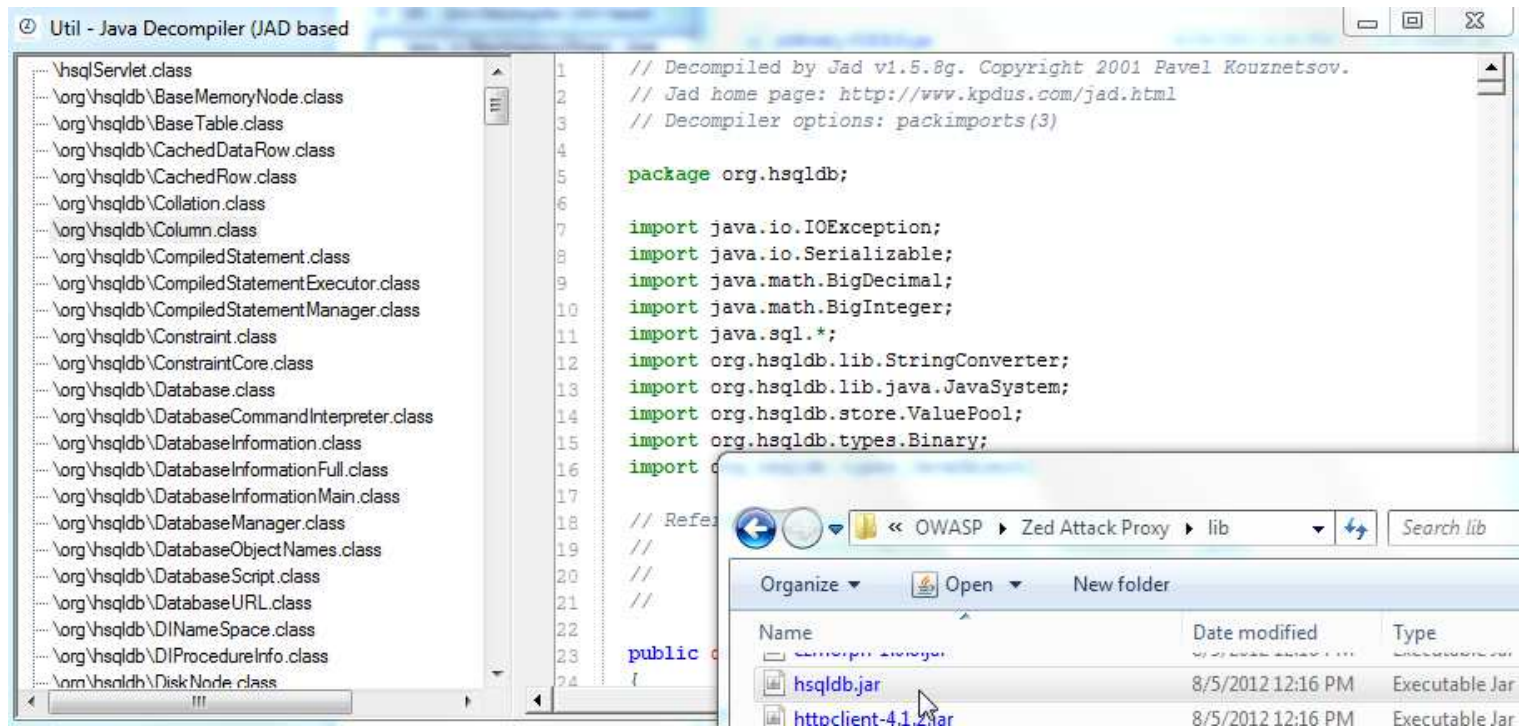 Util - Java Decompiler (JAD based
\hsqlServlet.class
\org\hsqldb\BaseMemoryNode.class
\org\hsqldb\BaseTable.class
\org\hsqldb\CachedDataRow.class
\org\hsqldb\CachedRow.class
\org\hsqldb\Collation.class
\org\hsqldb\Column.class
\org\hsqldb\CompiledStatement.class
\org\hsqldb\CompiledStatementExecutor.class
\org\hsqldb\CompiledStatementManager.class
\org\hsqldb\Constraint.class
\org\hsqldb\ConstraintCore.class
\org\hsqldb\Database.class
\org\hsqldb\DatabaseCommandInterpreter.class
\org\hsqldb\DatabaseInformation.class
\org\hsqldb\DatabaseInformationFull.class
\org\hsqldb\DatabaseInformationMain.class
\org\hsqldb\DatabaseManager.class
\org\hsqldb\DatabaseObjectNames.class
\org\hsqldb\DatabaseScript.class
\org\hsqldb\DatabaseURL.class
\org\hsqldb\DINameSpace.class
\org\hsqldb\DIProcedureInfo.class
\org\hsqldb\DiskNode.class
1 // Decompiled by Jad v1.5.8g. Copyright 2001 Pavel Kouznetsov.
2 // Jad home page: http://www.kpdus.com/jad.html
3 // Decompiler options: packimports(3)
4
5 package org.hsqldb;
6
7 import java.io.IOException;
8 import java.io.Serializable;
9 import java.math.BigDecimal;
10 import java.math.BigInteger;
11 import java.sql.*;
12 import org.hsqldb.lib.StringConverter;
13 import org.hsqldb.lib.java.JavaSystem;
14 import org.hsqldb.store.ValuePool;
15 import org.hsqldb.types.Binary;
16 import
17
18 // Refe
19 //
20 //
21 //
22
23 public
24 {
« OWASP Zed Attack Proxy lib
Search lib
Organize Open New folder
Name Date modified Type
hsqldb.jar 8/5/2012 12:16 PM Executable Jar
httpclient-4.1.2.jar 8/5/2012 12:16 PM Executable Jar